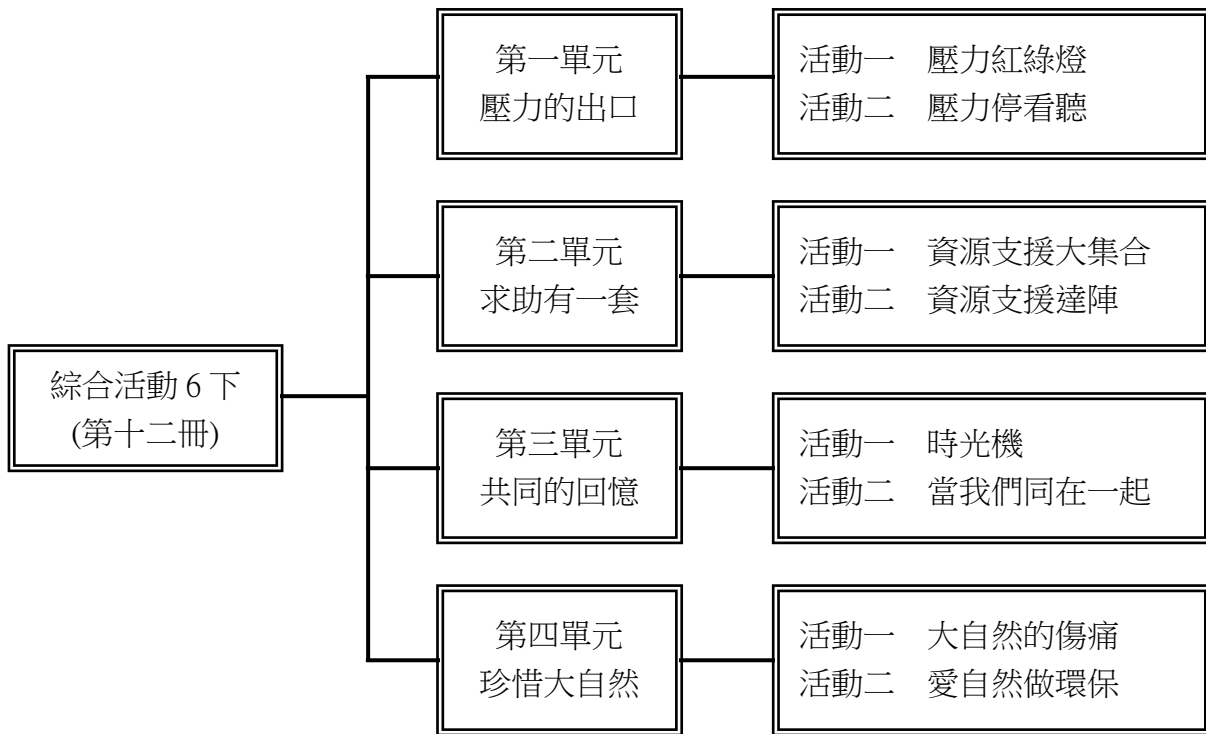 綜合活動 6 下
(第十二冊)
第一單元
壓力的出口
活動一　壓力紅綠燈
活動二　壓力停看聽
第二單元
求助有一套
活動一　資源支援大集合
活動二　資源支援達陣
第三單元
共同的回憶
活動一　時光機
活動二　當我們同在一起
第四單元
珍惜大自然
活動一　大自然的傷痛
活動二　愛自然做環保